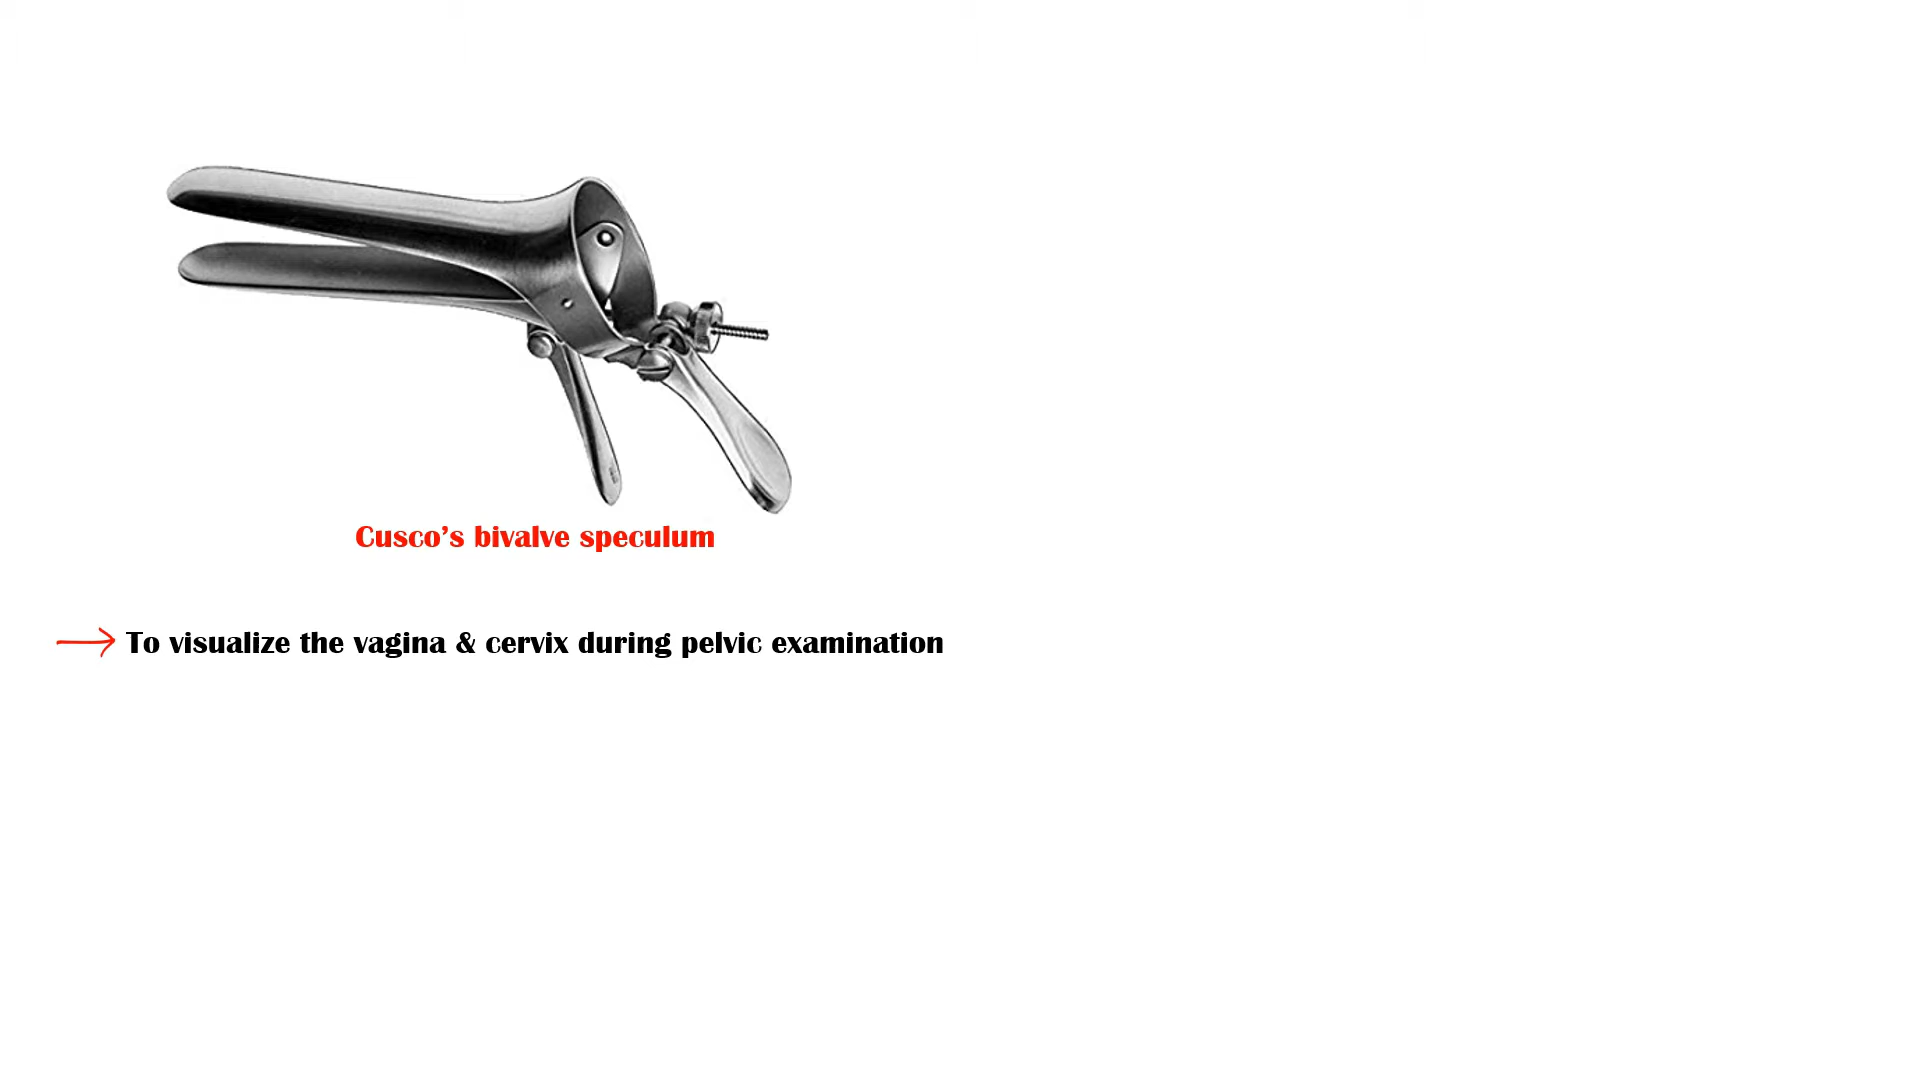 Cusco’s bivalve speculum
To visualize the vagina & cervix during pelvic examination